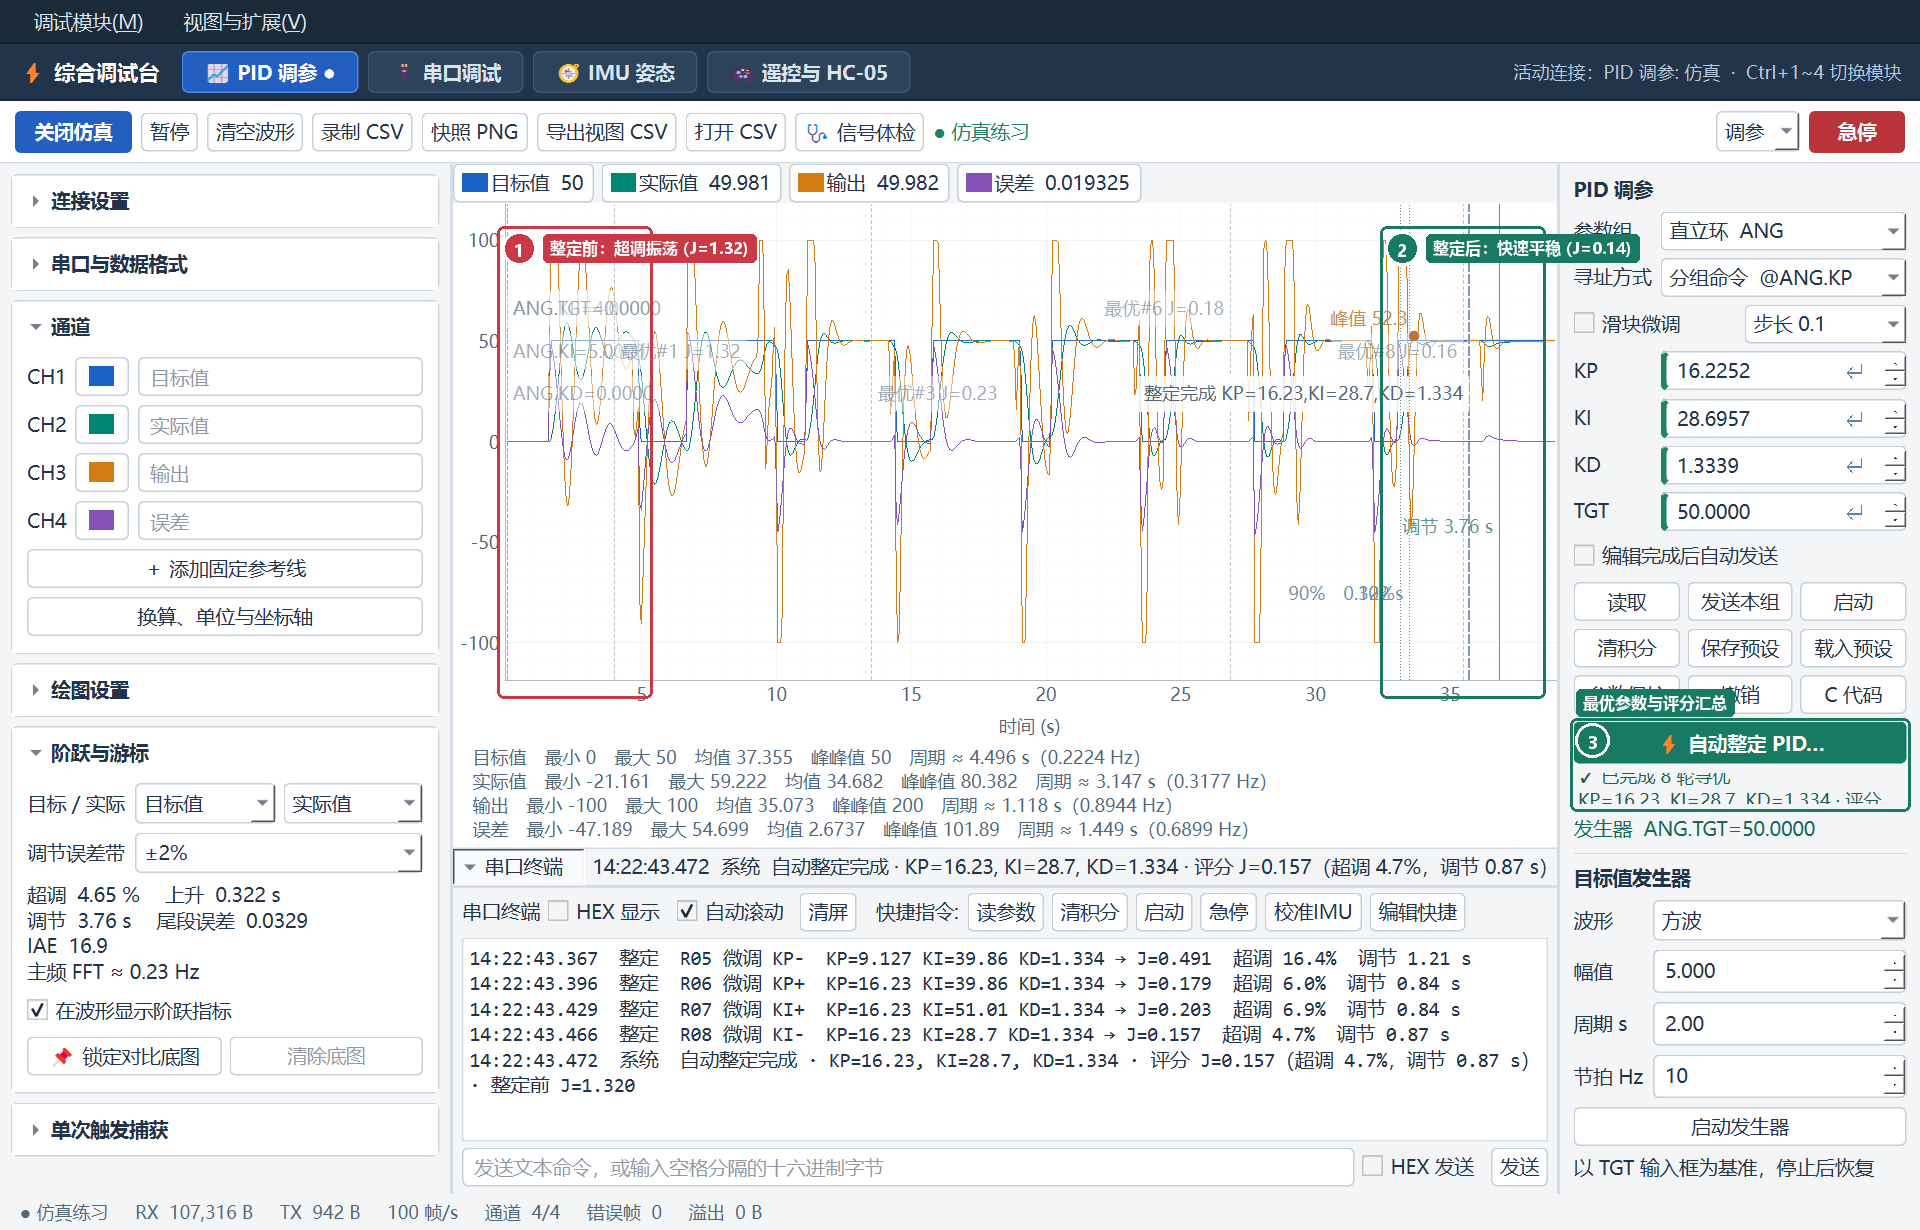 调试模块(M) 视图与扩展(V)
综合调试台 PID 调参 ● 串口调试 IMU 姿态 遥控与 HC-05 活动连接：PID 调参: 仿真 · Ctrl+1~4 切换模块
关闭仿真 暂停 清空波形 录制 CSV 快照 PNG 导出视图 CSV 打开 CSV 信号体检 ● 仿真练习 调参 急停
连接设置
串口与数据格式
通道
CH1 目标值
CH2 实际值
CH3 输出
CH4 误差
+ 添加固定参考线
换算、单位与坐标轴
绘图设置
阶跃与游标
目标 / 实际 目标值 实际值
调节误差带 ±2%
超调 4.65 % 上升 0.322 s
调节 3.76 s 尾段误差 0.0329
IAE 16.9
主频 FFT ≈ 0.23 Hz
在波形显示阶跃指标
锁定对比底图 清除底图
单次触发捕获
目标值 50 实际值 49.981 输出 49.982 误差 0.019325
1 整定前：超调振荡 (J=1.32)
2 整定后：快速平稳 (J=0.14)
100
50
0
-50
-100
最优#6 J=0.18
峰值 52.3
最优#1 J=1.32
最优#8 J=0.16
ANG.KD=0.0000
最优#3 J=0.23
整定完成 KP=16.23,KI=28.7,KD=1.334
调节 3.76 s
90%
5 10 15 20 25 30 35
时间 (s)
目标值 最小 0 最大 50 均值 37.355 峰峰值 50 周期 ≈ 4.496 s (0.2224 Hz)
实际值 最小 -21.161 最大 59.222 均值 34.682 峰峰值 80.382 周期 ≈ 3.147 s (0.3177 Hz)
输出 最小 -100 最大 100 均值 35.073 峰峰值 200 周期 ≈ 1.118 s (0.8944 Hz)
误差 最小 -47.189 最大 54.699 均值 2.6737 峰峰值 101.89 周期 ≈ 1.449 s (0.6899 Hz)
串口终端 14:22:43.472 系统 自动整定完成 · KP=16.23, KI=28.7, KD=1.334 · 评分 J=0.157 (超调 4.7%, 调节 0.87 s)
串口终端 HEX 显示 自动滚动 清屏 快捷指令: 读参数 清积分 启动 急停 校准IMU 编辑快捷
14:22:43.367 整定 R05 微调 KP- KP=9.127 KI=39.86 KD=1.334 → J=0.491 超调 16.4% 调节 1.21 s
14:22:43.396 整定 R06 微调 KP+ KP=16.23 KI=39.86 KD=1.334 → J=0.179 超调 6.0% 调节 0.84 s
14:22:43.429 整定 R07 微调 KI+ KP=16.23 KI=51.01 KD=1.334 → J=0.203 超调 6.9% 调节 0.84 s
14:22:43.466 整定 R08 微调 KI- KP=16.23 KI=28.7 KD=1.334 → J=0.157 超调 4.7% 调节 0.87 s
14:22:43.472 系统 自动整定完成 · KP=16.23, KI=28.7, KD=1.334 · 评分 J=0.157 (超调 4.7%, 调节 0.87 s)
· 整定前 J=1.320
发送文本命令，或输入空格分隔的十六进制字节 HEX 发送 发送
PID 调参
参数组 直立环 ANG
寻址方式 分组命令 @ANG.KP
滑块微调 步长 0.1
KP 16.2252
KI 28.6957
KD 1.3339
TGT 50.0000
编辑完成后自动发送
读取 发送本组 启动
清积分 保存预设 载入预设
C 代码
最优参数与评分汇总
3 自动整定 PID...
✓ 已完成 8 轮寻优
KP=16.23 KI=28.7 KD=1.334 · 评分
发生器 ANG.TGT=50.0000
目标值发生器
波形 方波
幅值 5.000
周期 s 2.00
节拍 Hz 10
启动发生器
以 TGT 输入框为基准，停止后恢复
● 仿真练习 RX 107,316 B TX 942 B 100 帧/s 通道 4/4 错误帧 0 溢出 0 B